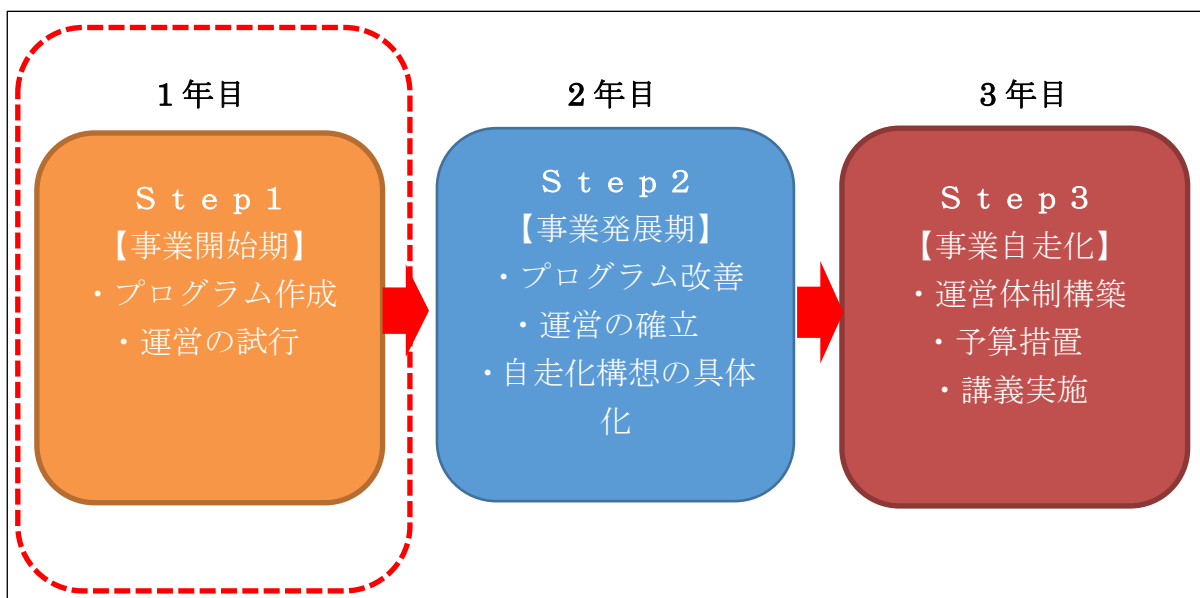 1年目
Ｓｔｅｐ１
【事業開始期】
・プログラム作成
・運営の試行
2年目
Ｓｔｅｐ２
【事業発展期】
・プログラム改善
・運営の確立
・自走化構想の具体
化
3年目
Ｓｔｅｐ３
【事業自走化】
・運営体制構築
・予算措置
・講義実施